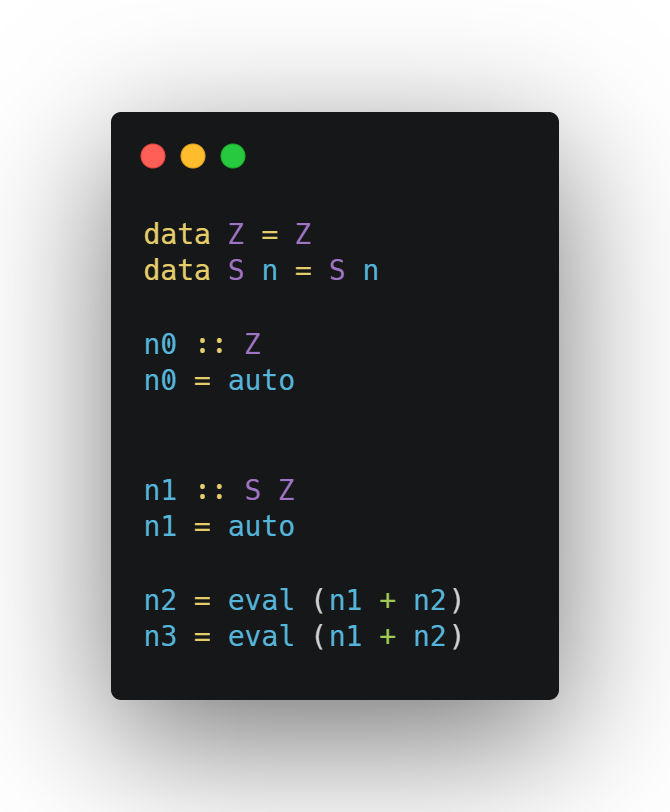 data Z = Z
data S n = S n
n0 :: Z
n0 = auto
n1 :: S Z
n1 = auto
n2 = eval (n1 + n2)
n3 = eval (n1 + n2)